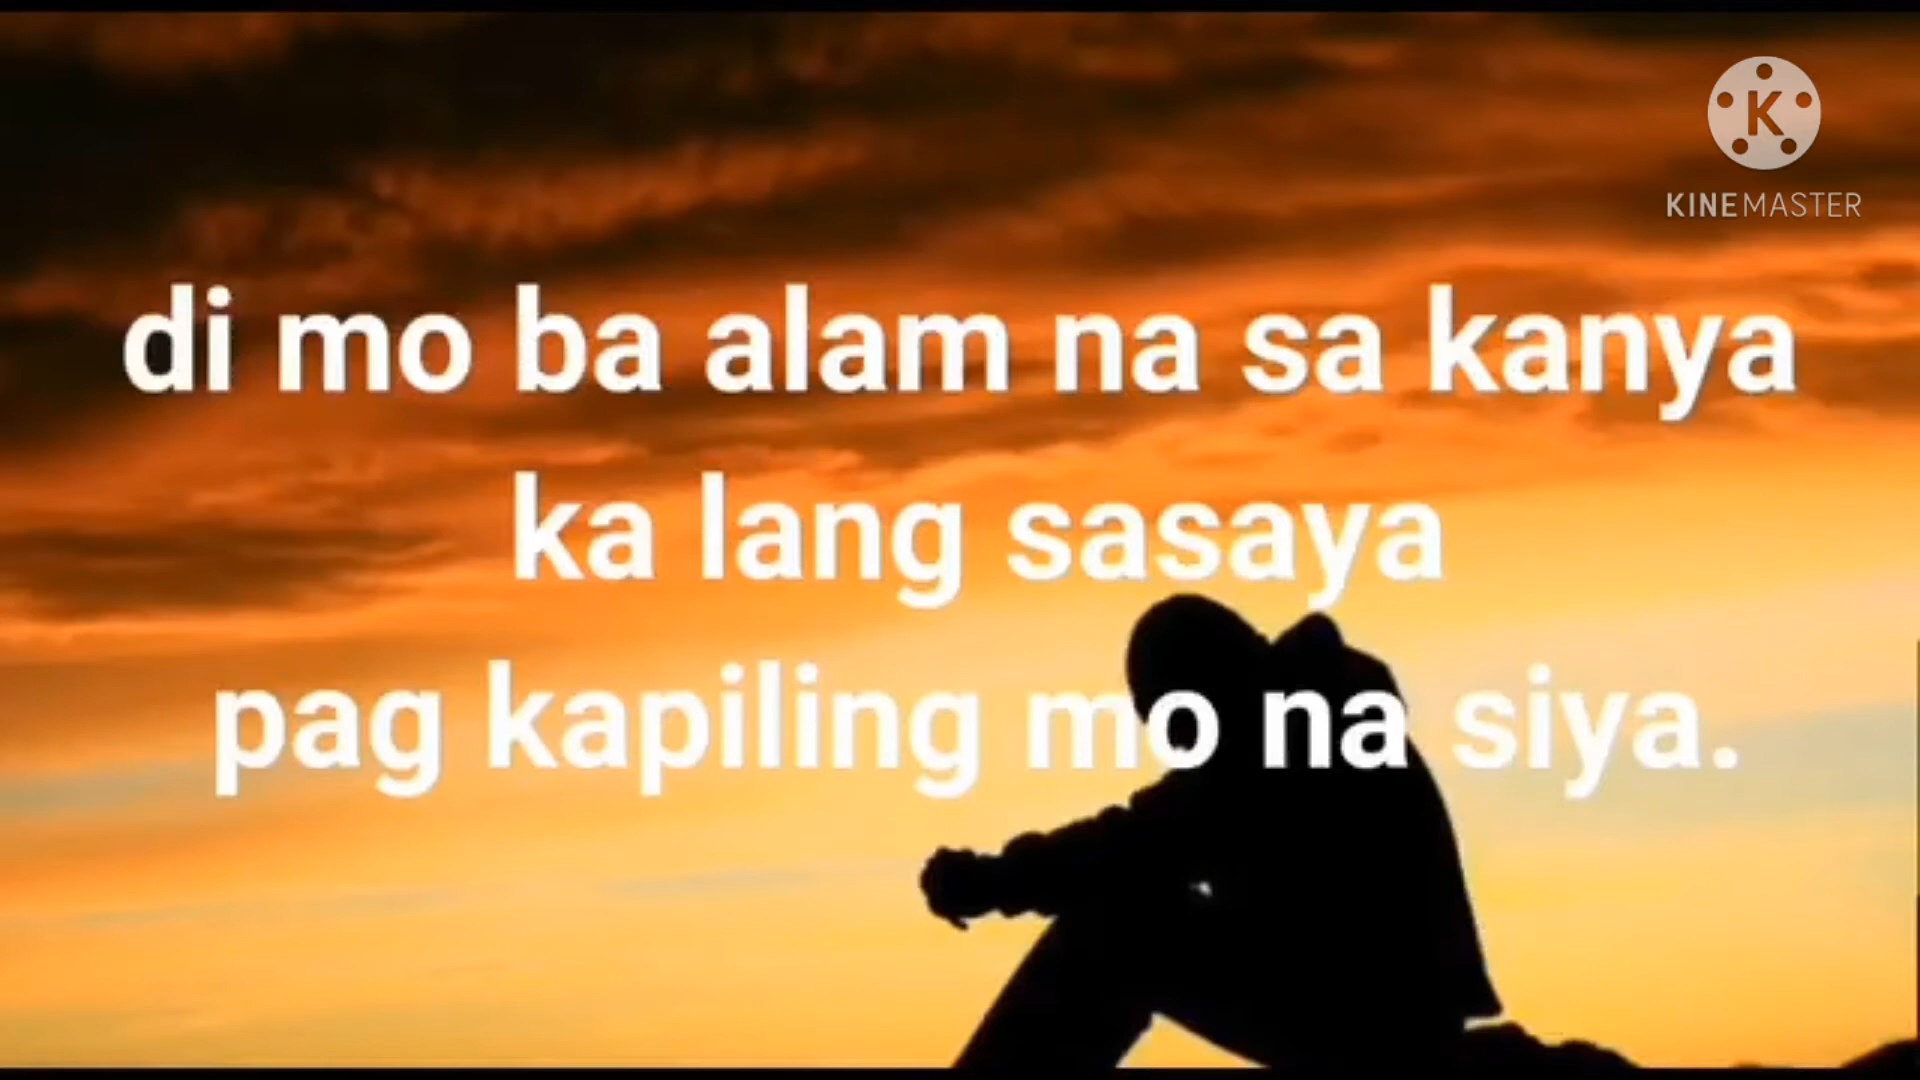 K
KINEMASTER
di mo ba alam na sa kanya
ka lang sasaya
pag kapiling mo na siya.